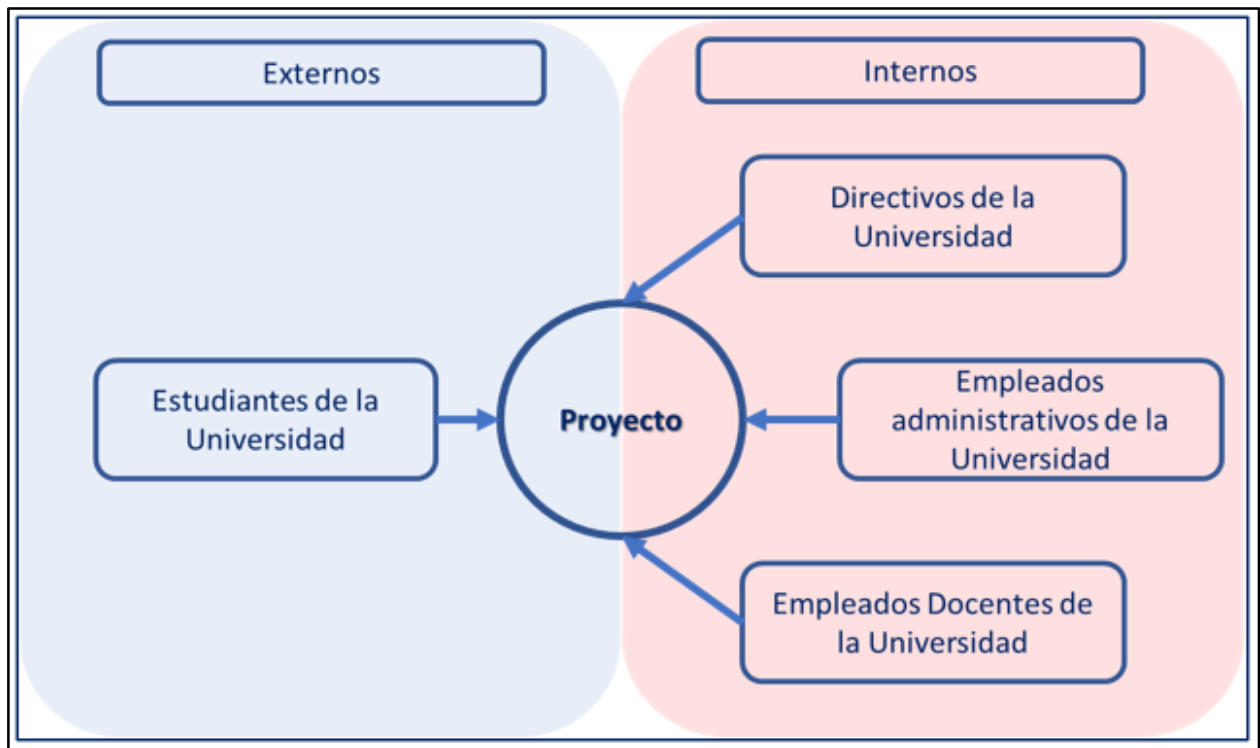 Externos
Internos
Directivos de la
Universidad
Estudiantes de la
Universidad
Proyecto
Empleados
administrativos de la
Universidad
Empleados Docentes de
la Universidad